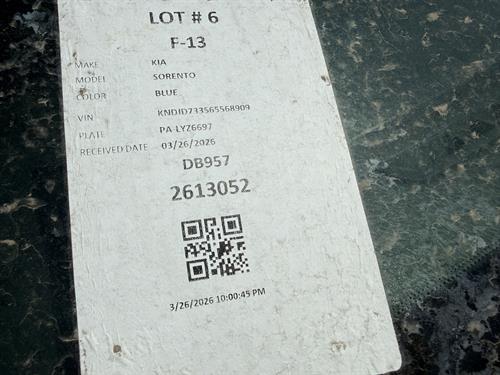 LOT # 6
F-13
MAKE KIA
MODEL SORENTO
COLOR BLUE
VIN KNDJD733565568909
PLATE PA-LYZ6697
RECEIVED DATE 03/26/2026
DB957
2613052
3/26/2026 10:00:45 PM